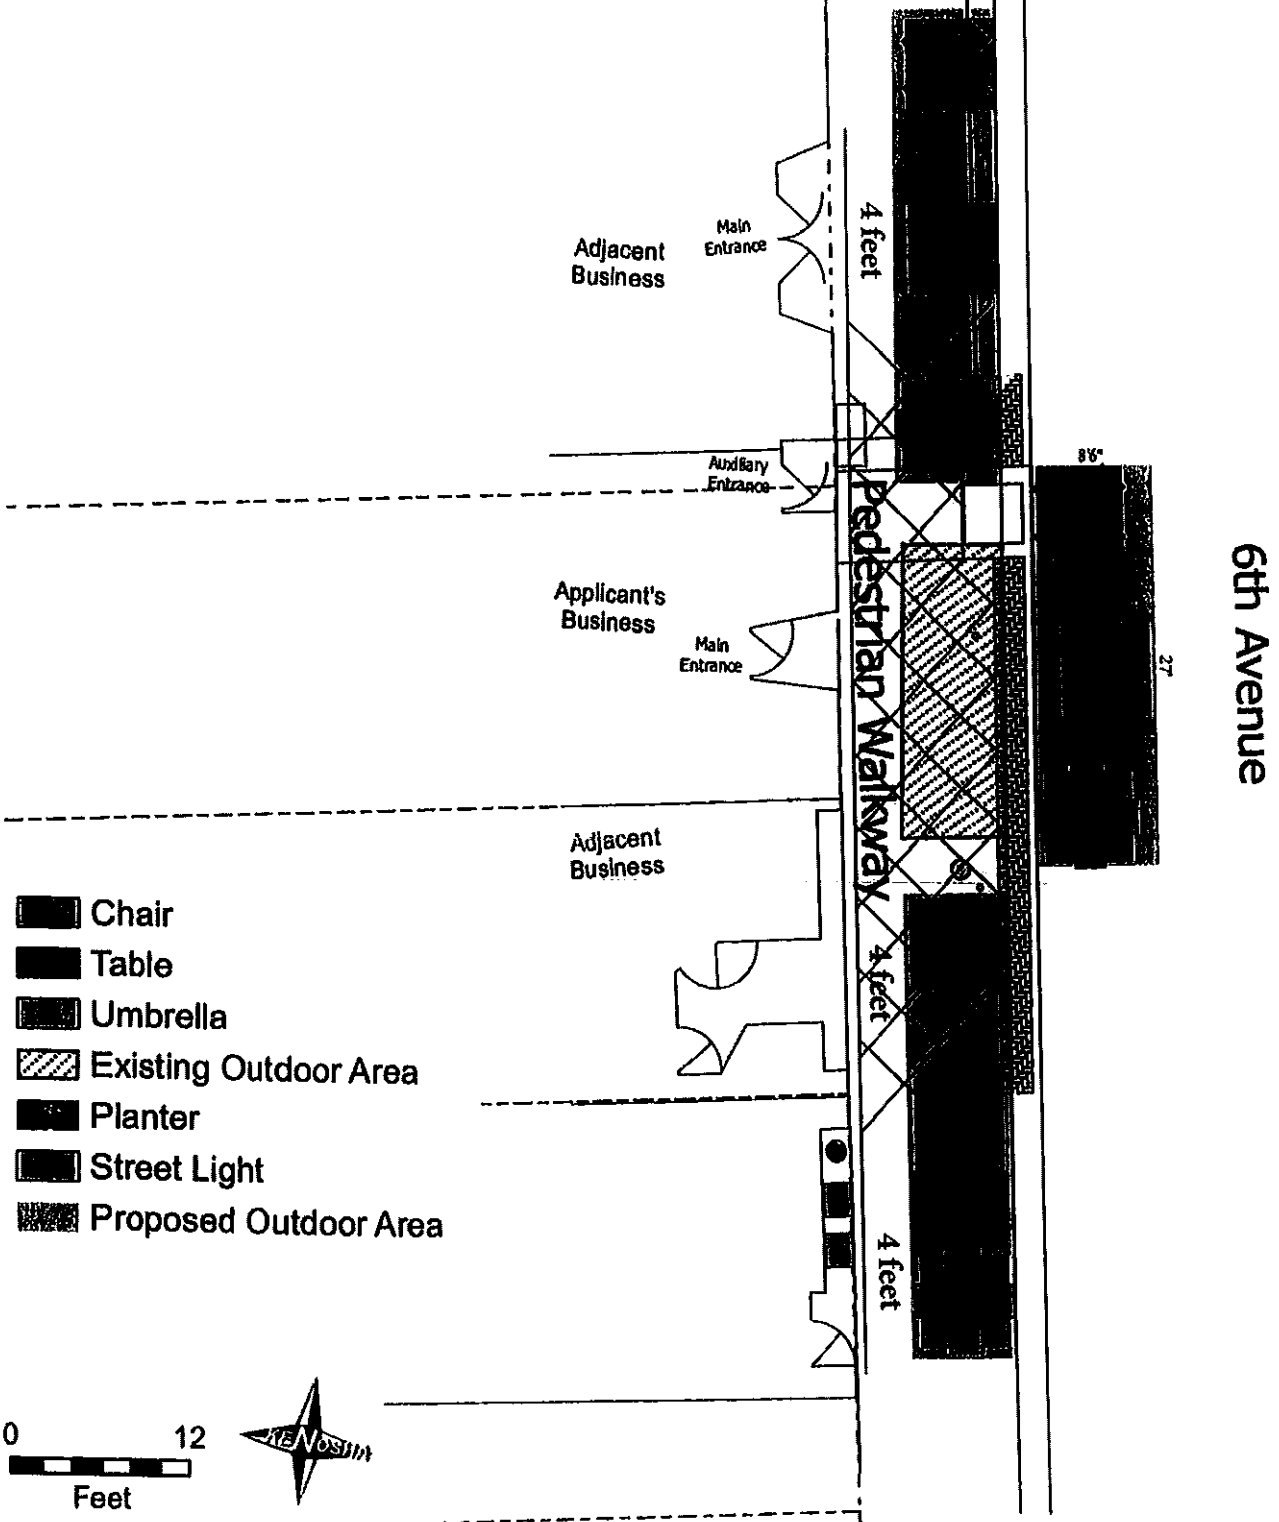 4 feet
Main
Entrance
Adjacent
Business
Auxiliary
Entrance
8'6"
Pedestrian Walkway
6th Avenue
Applicant's
Business
Main
Entrance
27'
Adjacent
Business
4 feet
Chair
Table
Umbrella
Existing Outdoor Area
Planter
Street Light
Proposed Outdoor Area
4 feet
0 12
Feet
KENOSHA